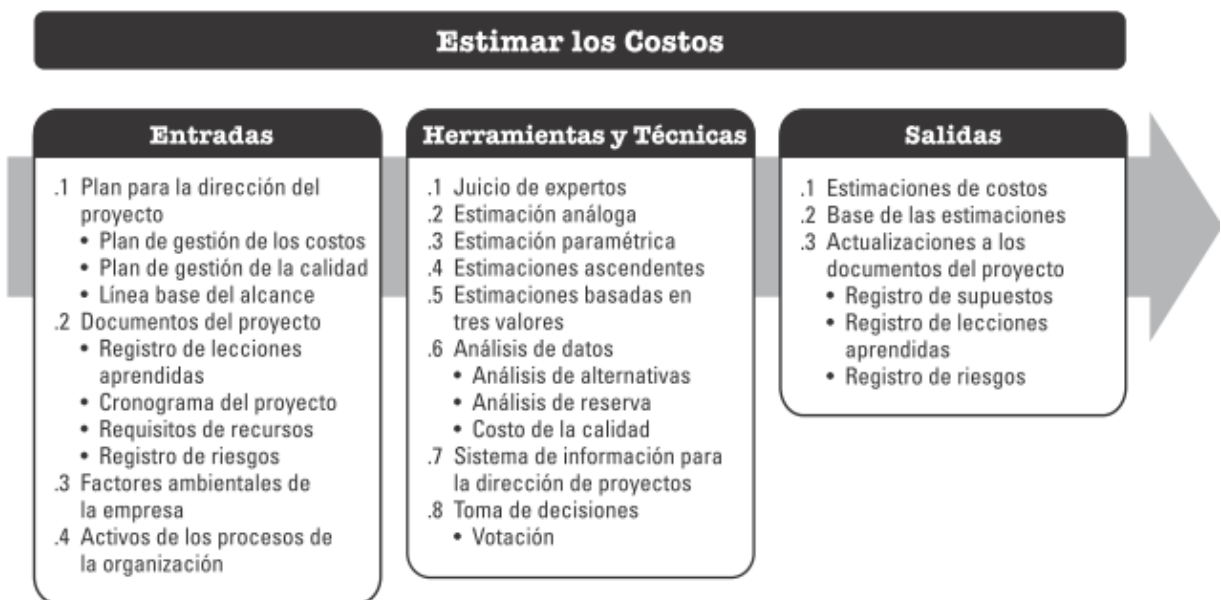 Estimar los Costos
Entradas
.1 Plan para la dirección del
proyecto
• Plan de gestión de los costos
• Plan de gestión de la calidad
• Línea base del alcance
.2 Documentos del proyecto
• Registro de lecciones
aprendidas
• Cronograma del proyecto
• Requisitos de recursos
• Registro de riesgos
.3 Factores ambientales de
la empresa
.4 Activos de los procesos de
la organización
Herramientas y Técnicas
.1 Juicio de expertos
.2 Estimación análoga
.3 Estimación paramétrica
.4 Estimaciones ascendentes
.5 Estimaciones basadas en
tres valores
.6 Análisis de datos
• Análisis de alternativas
• Análisis de reserva
• Costo de la calidad
.7 Sistema de información para
la dirección de proyectos
.8 Toma de decisiones
• Votación
Salidas
.1 Estimaciones de costos
.2 Base de las estimaciones
.3 Actualizaciones a los
documentos del proyecto
• Registro de supuestos
• Registro de lecciones
aprendidas
• Registro de riesgos